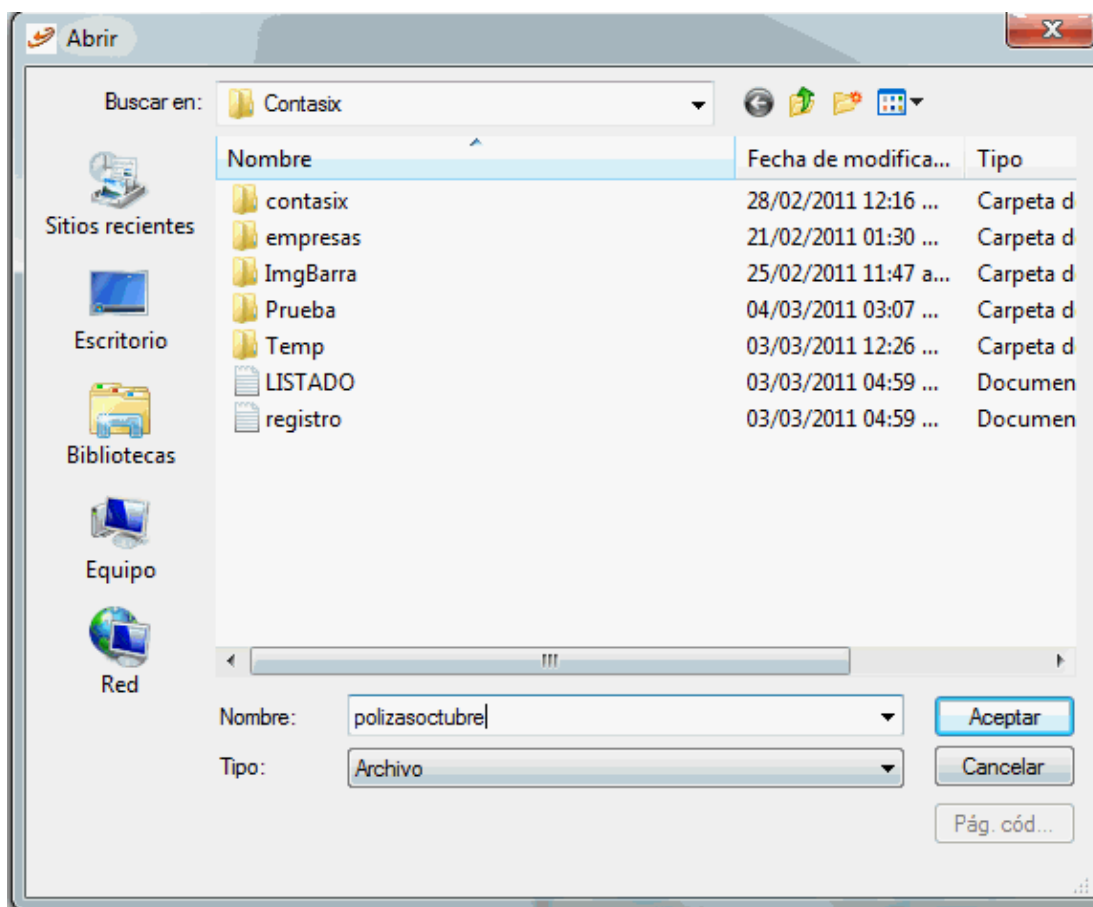 Abrir
Buscar en: Contasix
Nombre Fecha de modifica... Tipo
contasix 28/02/2011 12:16 ... Carpeta d
empresas 21/02/2011 01:30 ... Carpeta d
ImgBarra 25/02/2011 11:47 a... Carpeta d
Prueba 04/03/2011 03:07 ... Carpeta d
Temp 03/03/2011 12:26 ... Carpeta d
LISTADO 03/03/2011 04:59 ... Documen
registro 03/03/2011 04:59 ... Documen
Sitios recientes
Escritorio
Bibliotecas
Equipo
Red
Nombre: polizasoctubre Aceptar
Tipo: Archivo Cancelar
Pág. cód...